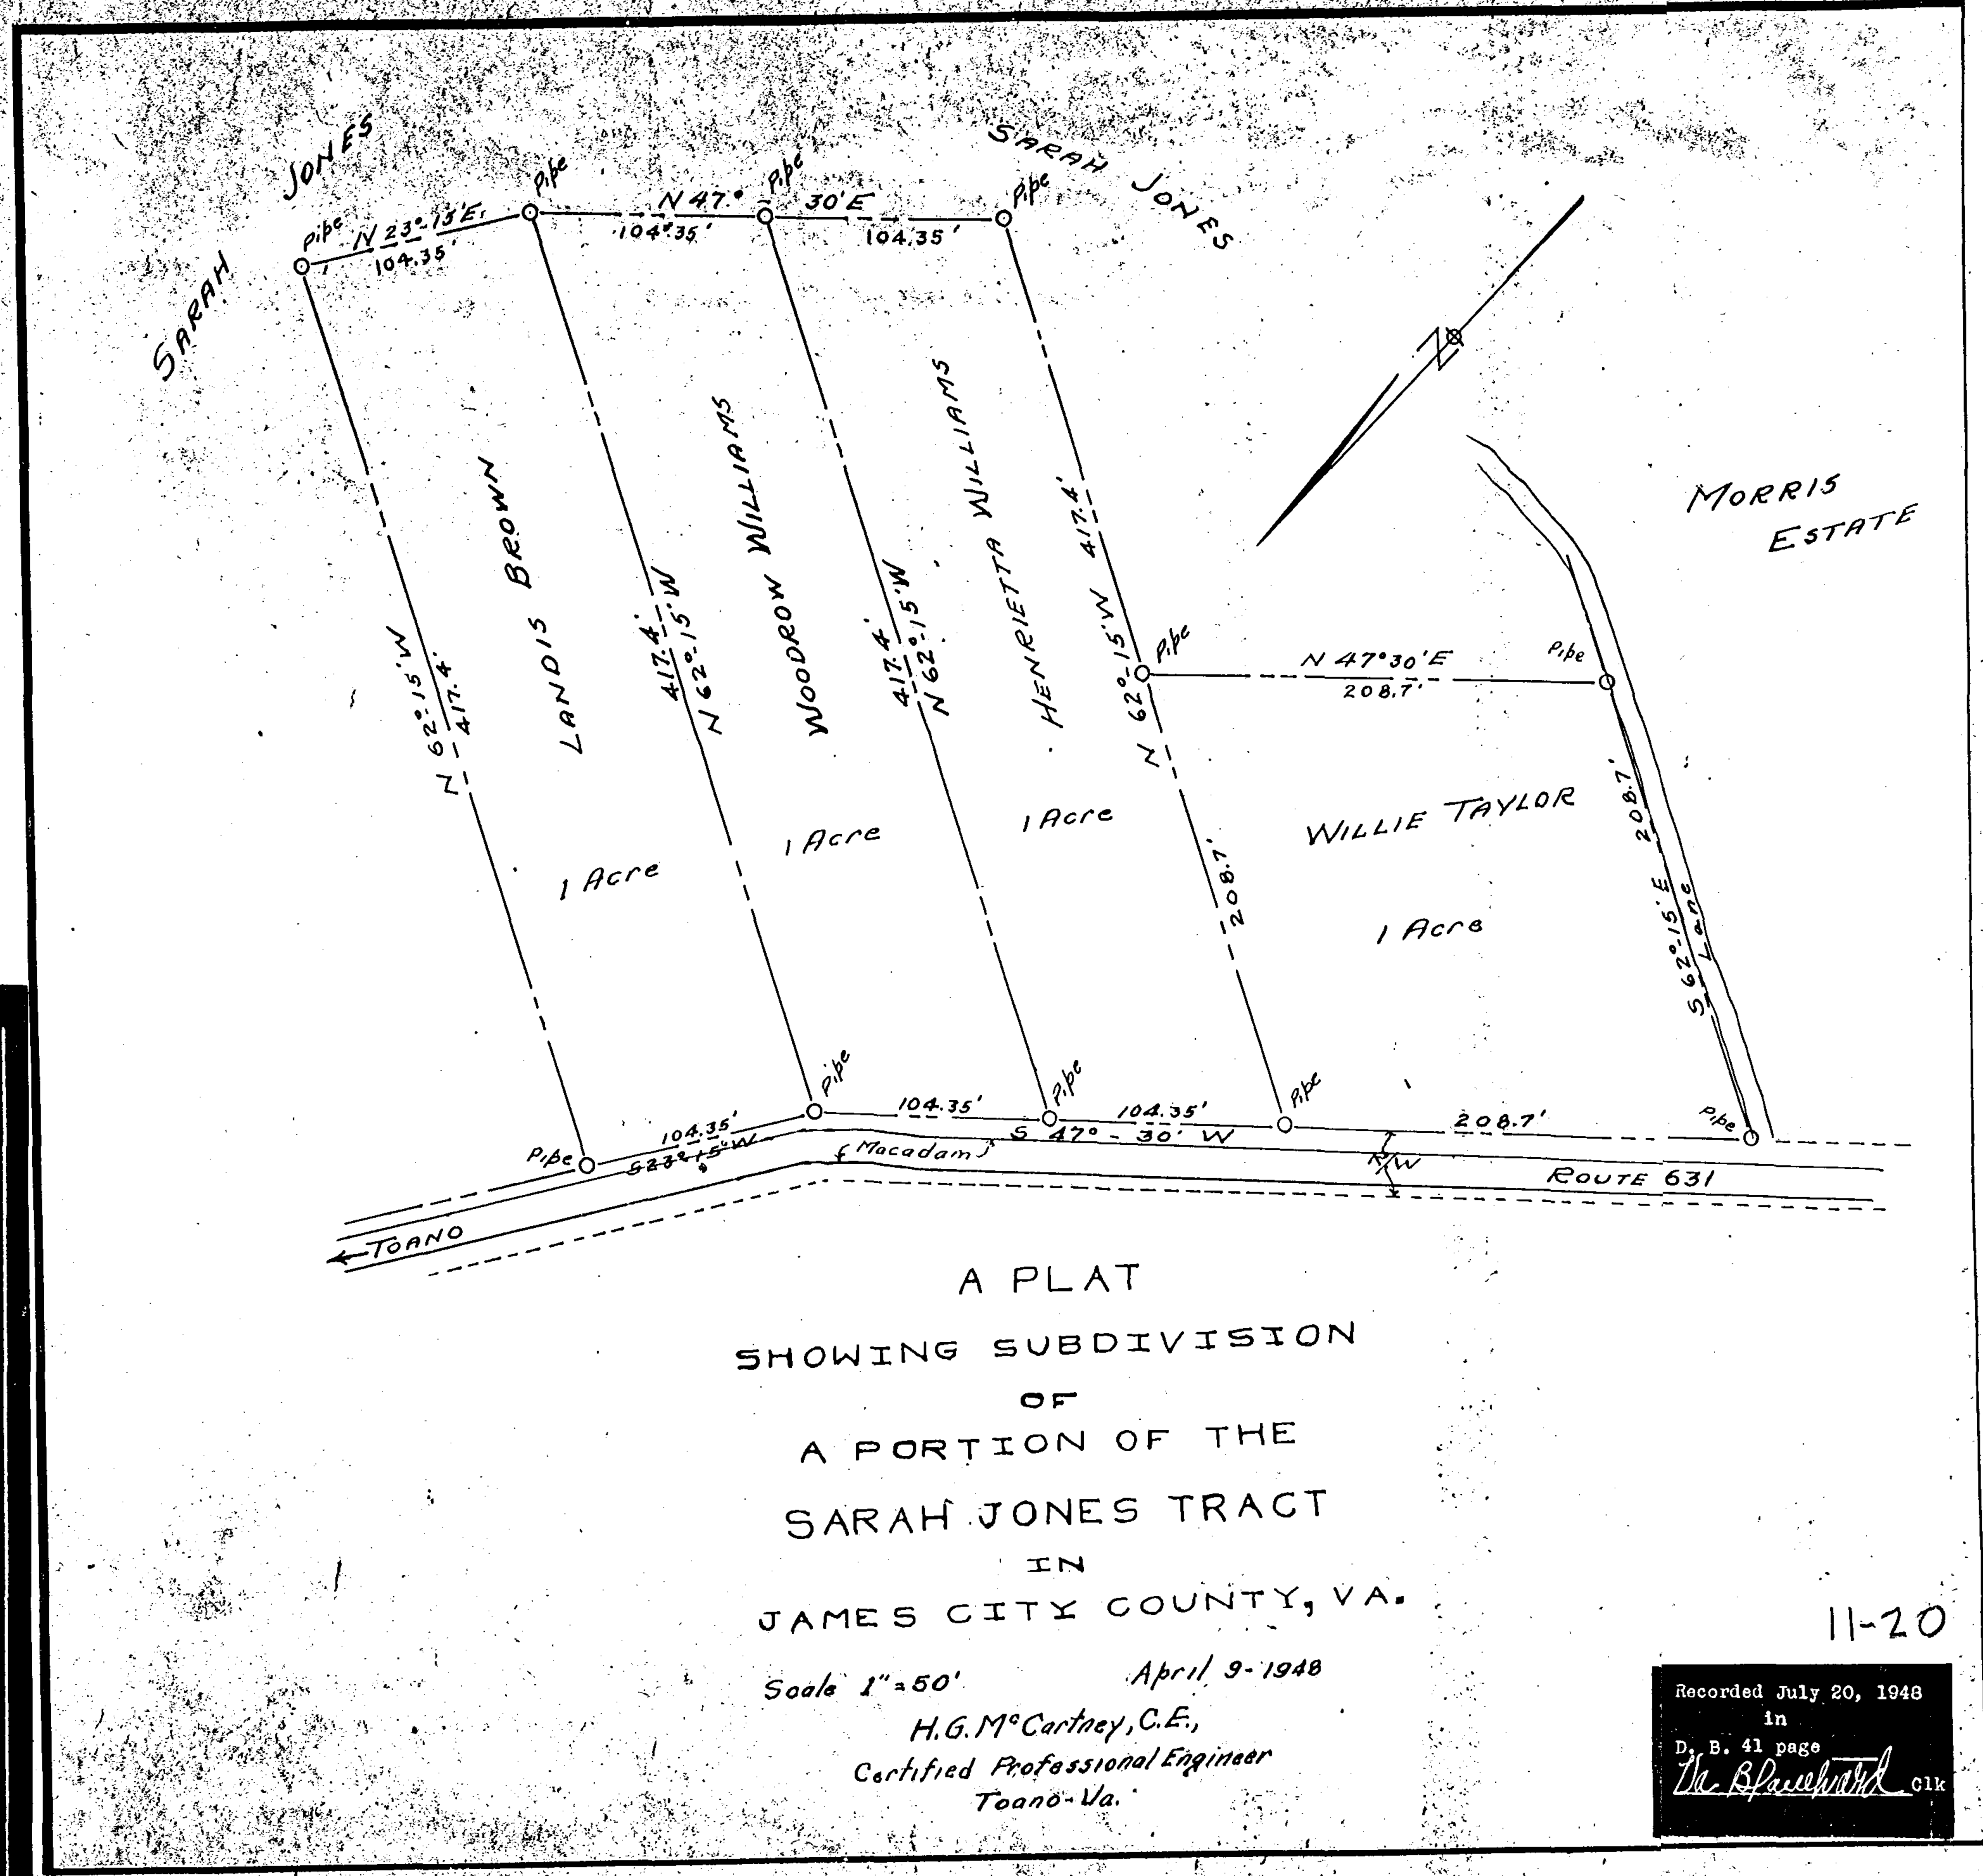 SARAH JONES
SARAH JONES
Pipe
Pipe
Pipe
Pipe
N 23°-15'E
104.35'
N 47° 30'E
104.35'
104.35'
N
MORRIS
ESTATE
N 62°-15'W
417.4'
LANDIS BROWN
1 Acre
417.4'
N 62°-15'W
WOODROW WILLIAMS
1 Acre
417.4'
N 62°-15'W
HENRIETTA WILLIAMS
1 Acre
N 62°-15'W 417.4'
208.7'
Pipe
N 47°30'E
208.7'
Pipe
WILLIE TAYLOR
1 Acre
208.7'
S 62°-15'E
Lane
Pipe
Pipe
Pipe
Pipe
Pipe
104.35'
S 23°15'W
104.35'
104.35'
S 47° - 30' W
208.7'
Macadam
R/W
ROUTE 631
TOANO
A PLAT
SHOWING SUBDIVISION
OF
A PORTION OF THE
SARAH JONES TRACT
IN
JAMES CITY COUNTY, VA.
Scale 1"=50' April 9-1948
H.G. McCartney, C.E.,
Certified Professional Engineer
Toano-Va.
11-20
Recorded July 20, 1948
in
D. B. 41 page
Clk